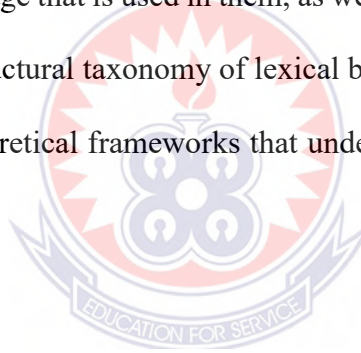 ge that is used in them, as we
ctural taxonomy of lexical b
retical frameworks that unde
EDUCATION FOR SERVICE